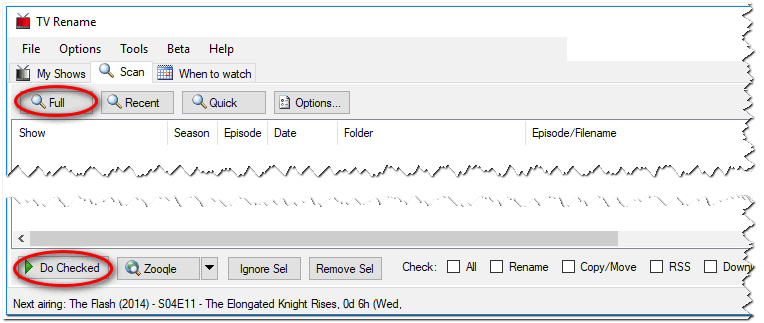 TV Rename
File Options Tools Beta Help
My Shows Scan When to watch
Full Recent Quick Options...
Show Season Episode Date Folder Episode/Filename
Do Checked Zooqle Ignore Sel Remove Sel Check: All Rename Copy/Move RSS
Next airing: The Flash (2014) - S04E11 - The Elongated Knight Rises, 0d 6h (Wed,